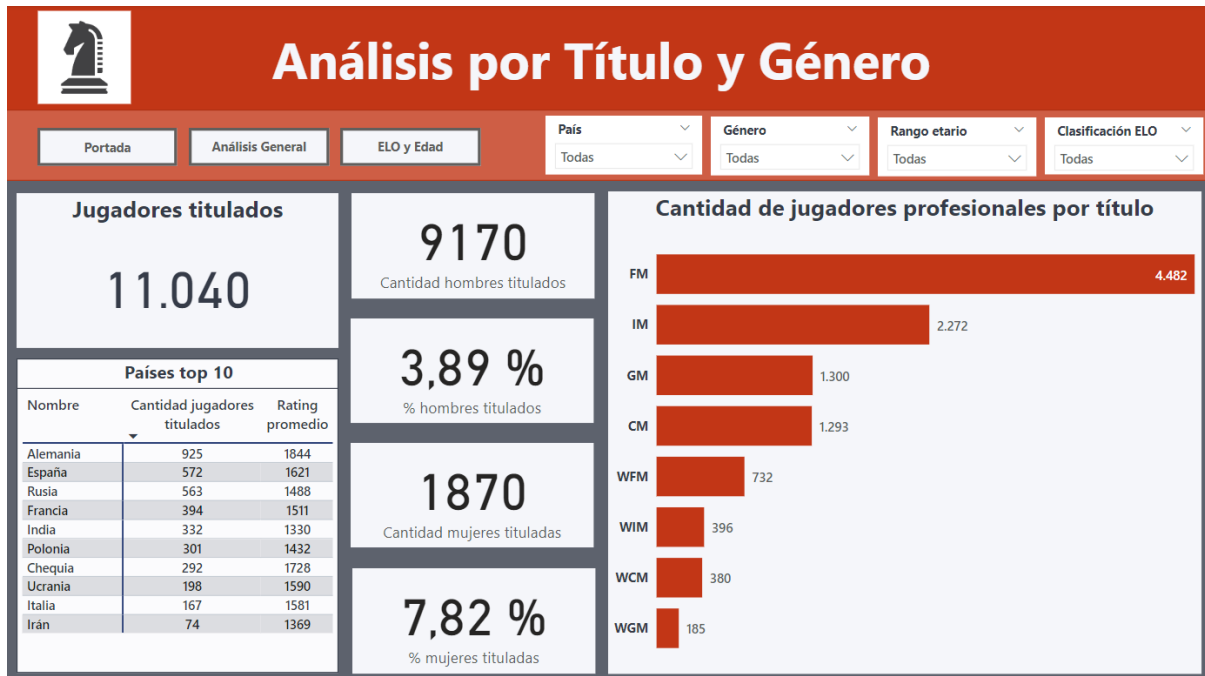 Análisis por Título y Género
Portada
Análisis General
ELO y Edad
País
Todas
Género
Todas
Rango etario
Todas
Clasificación ELO
Todas
Jugadores titulados
11.040
Países top 10
Nombre Cantidad jugadores titulados Rating promedio
Alemania 925 1844
España 572 1621
Rusia 563 1488
Francia 394 1511
India 332 1330
Polonia 301 1432
Chequia 292 1728
Ucrania 198 1590
Italia 167 1581
Irán 74 1369
9170
Cantidad hombres titulados
3,89 %
% hombres titulados
1870
Cantidad mujeres tituladas
7,82 %
% mujeres tituladas
Cantidad de jugadores profesionales por título
FM 4.482
IM 2.272
GM 1.300
CM 1.293
WFM 732
WIM 396
WCM 380
WGM 185